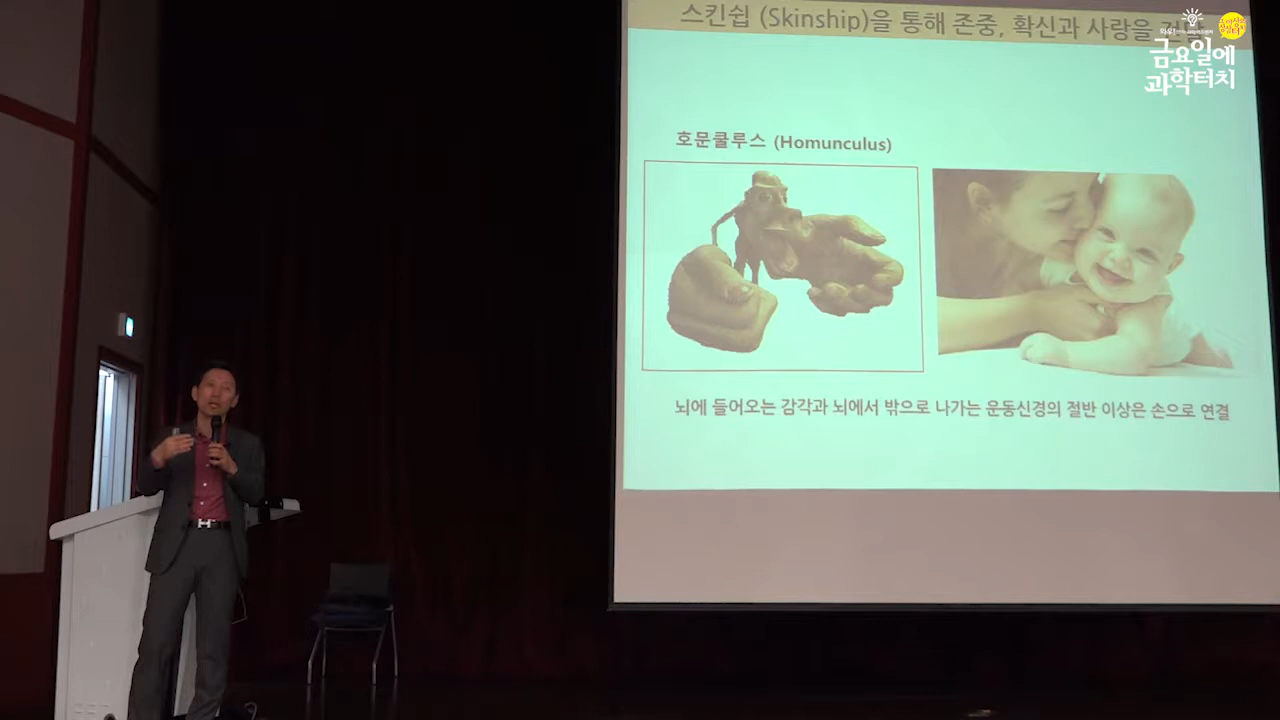 스킨쉽 (Skinship)을 통해 존중, 확신과 사랑을
금요일에
과학터치
호문쿨루스 (Homunculus)
뇌에 들어오는 감각과 뇌에서 밖으로 나가는 운동신경의 절반 이상은 손으로 연결